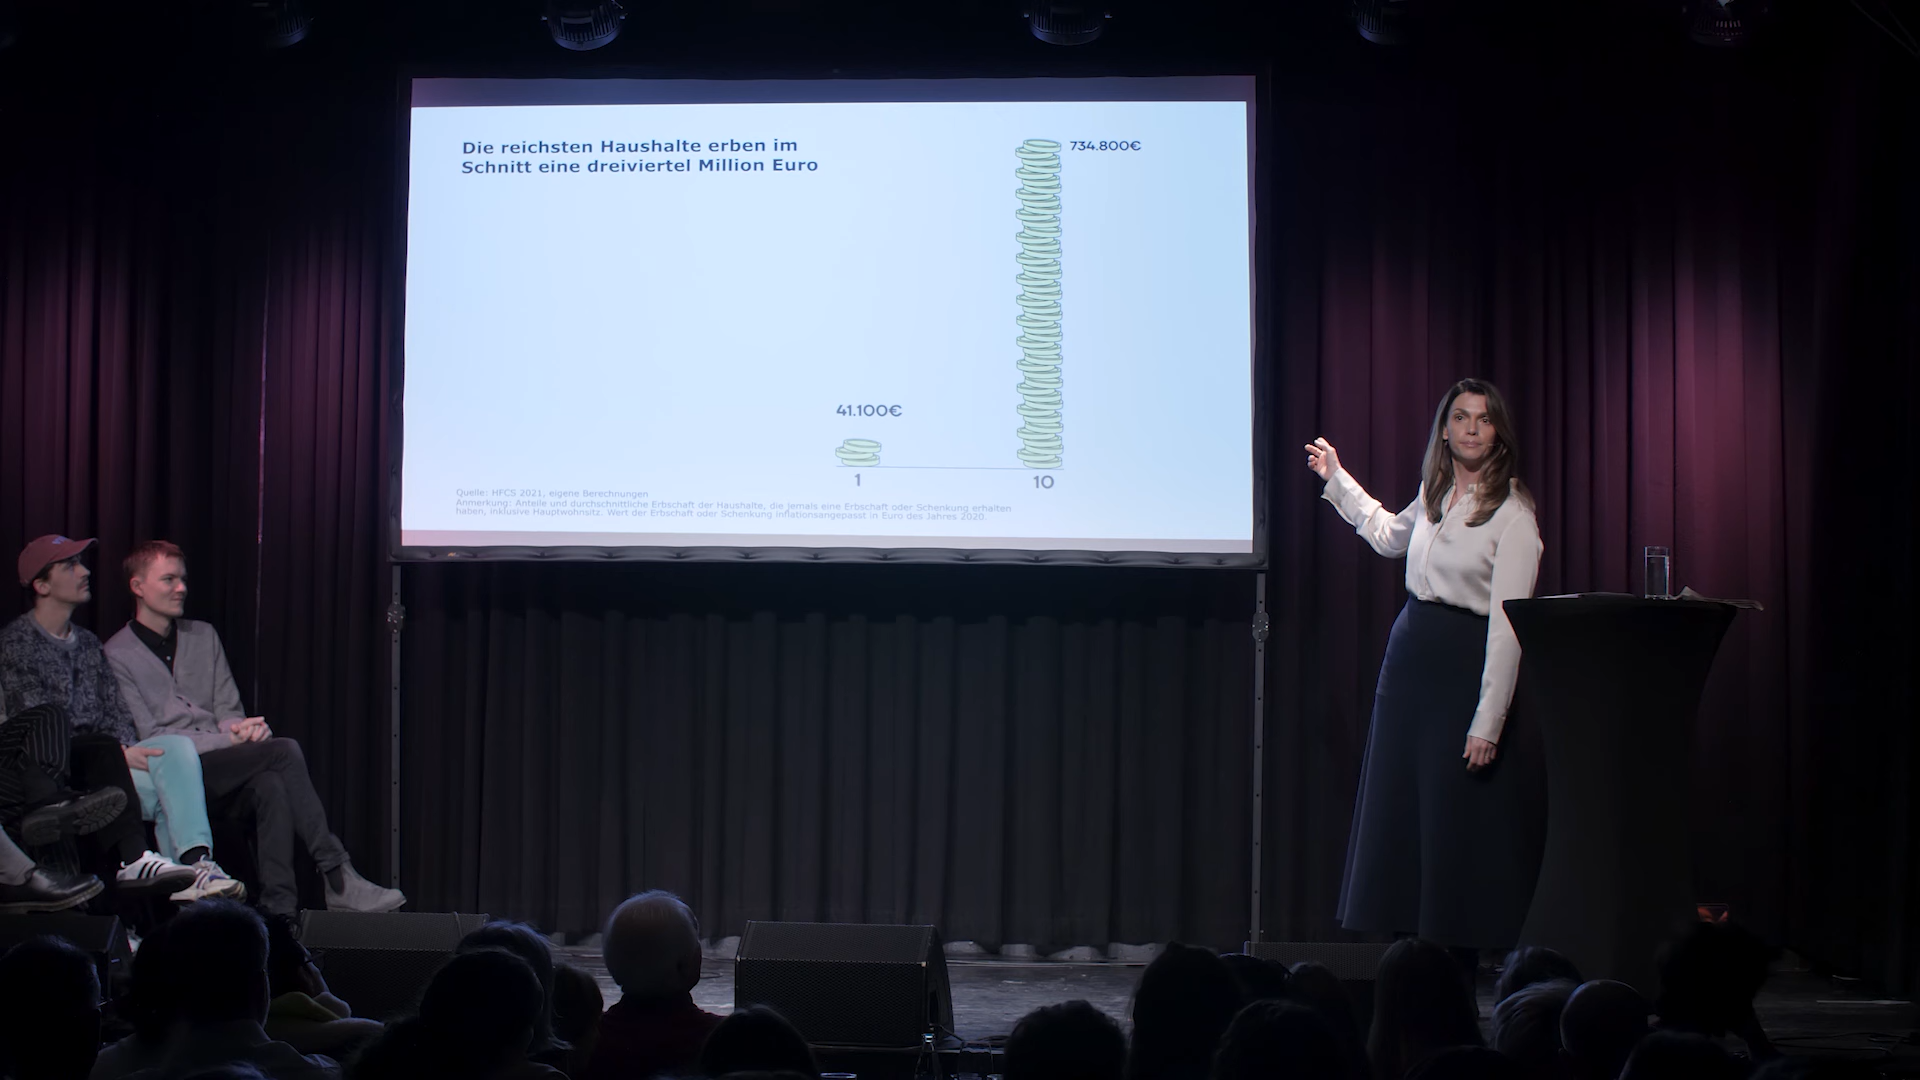 Die reichsten Haushalte erben im
Schnitt eine dreiviertel Million Euro
734.800€
41.100€
1
10
Quelle: HFCS 2021, eigene Berechnungen
Anmerkung: Anteile und durchschnittliche Erbschaft der Haushalte, die jemals eine Erbschaft oder Schenkung erhalten
haben, inklusive Hauptwohnsitz. Wert der Erbschaft oder Schenkung inflationsangepasst in Euro des Jahres 2020.